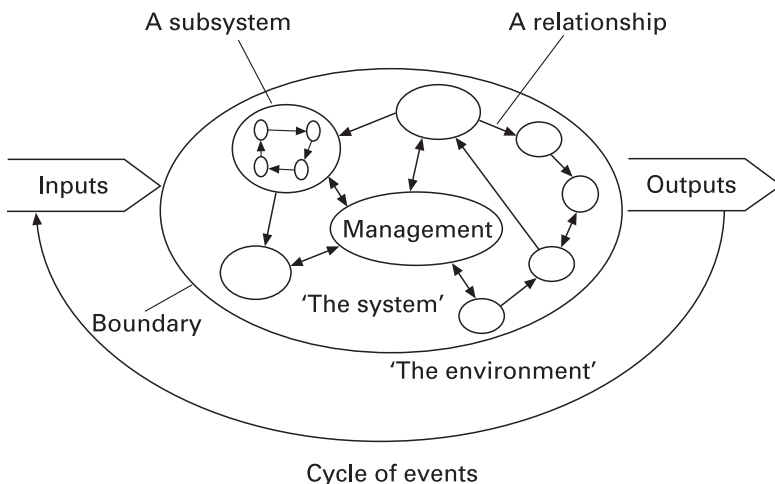 A subsystem
A relationship
Inputs
Outputs
Management
'The system'
Boundary
'The environment'
Cycle of events